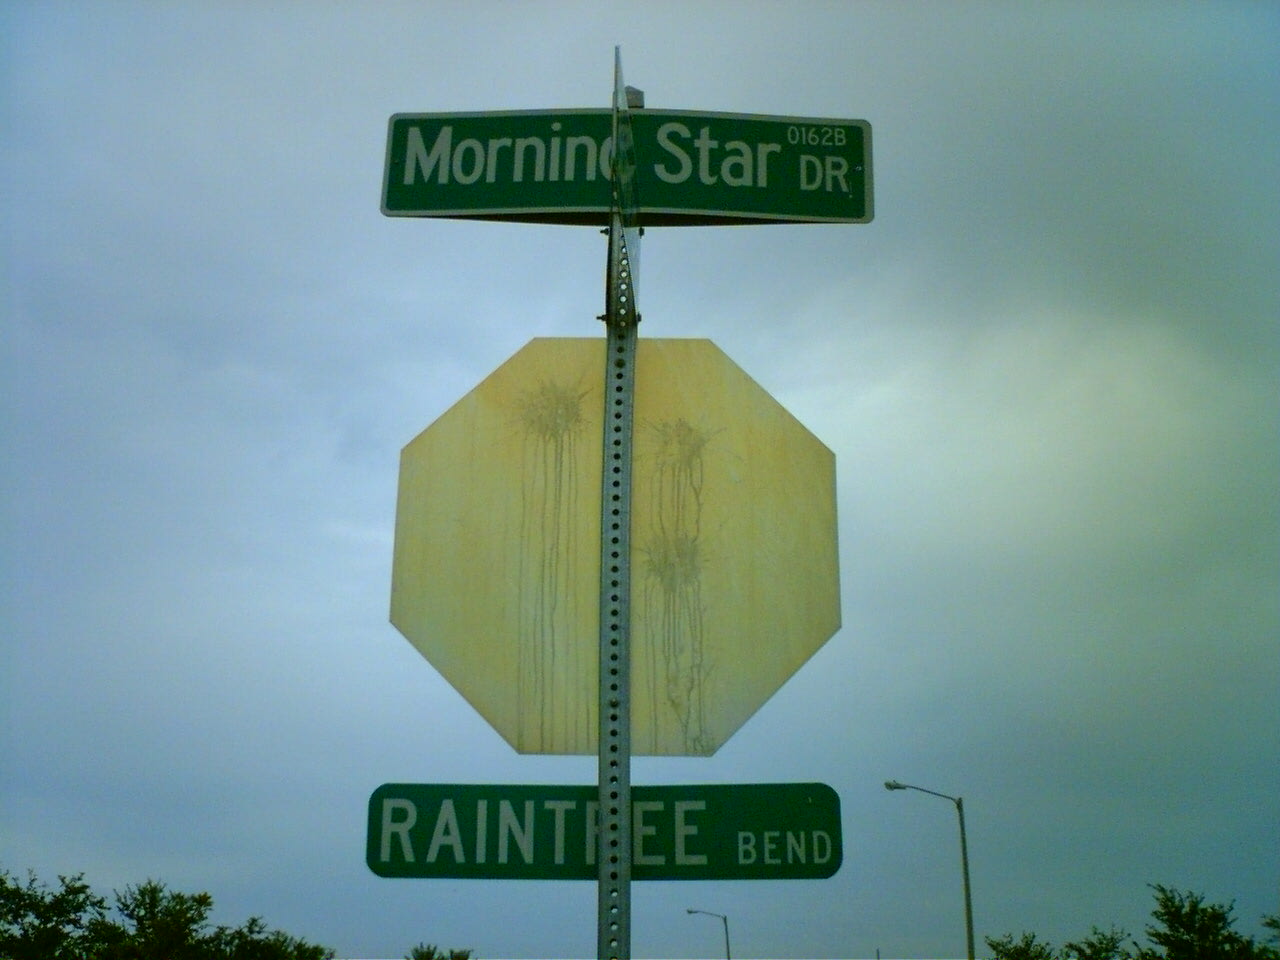 Morning Star 0162B DR
RAINTREE BEND